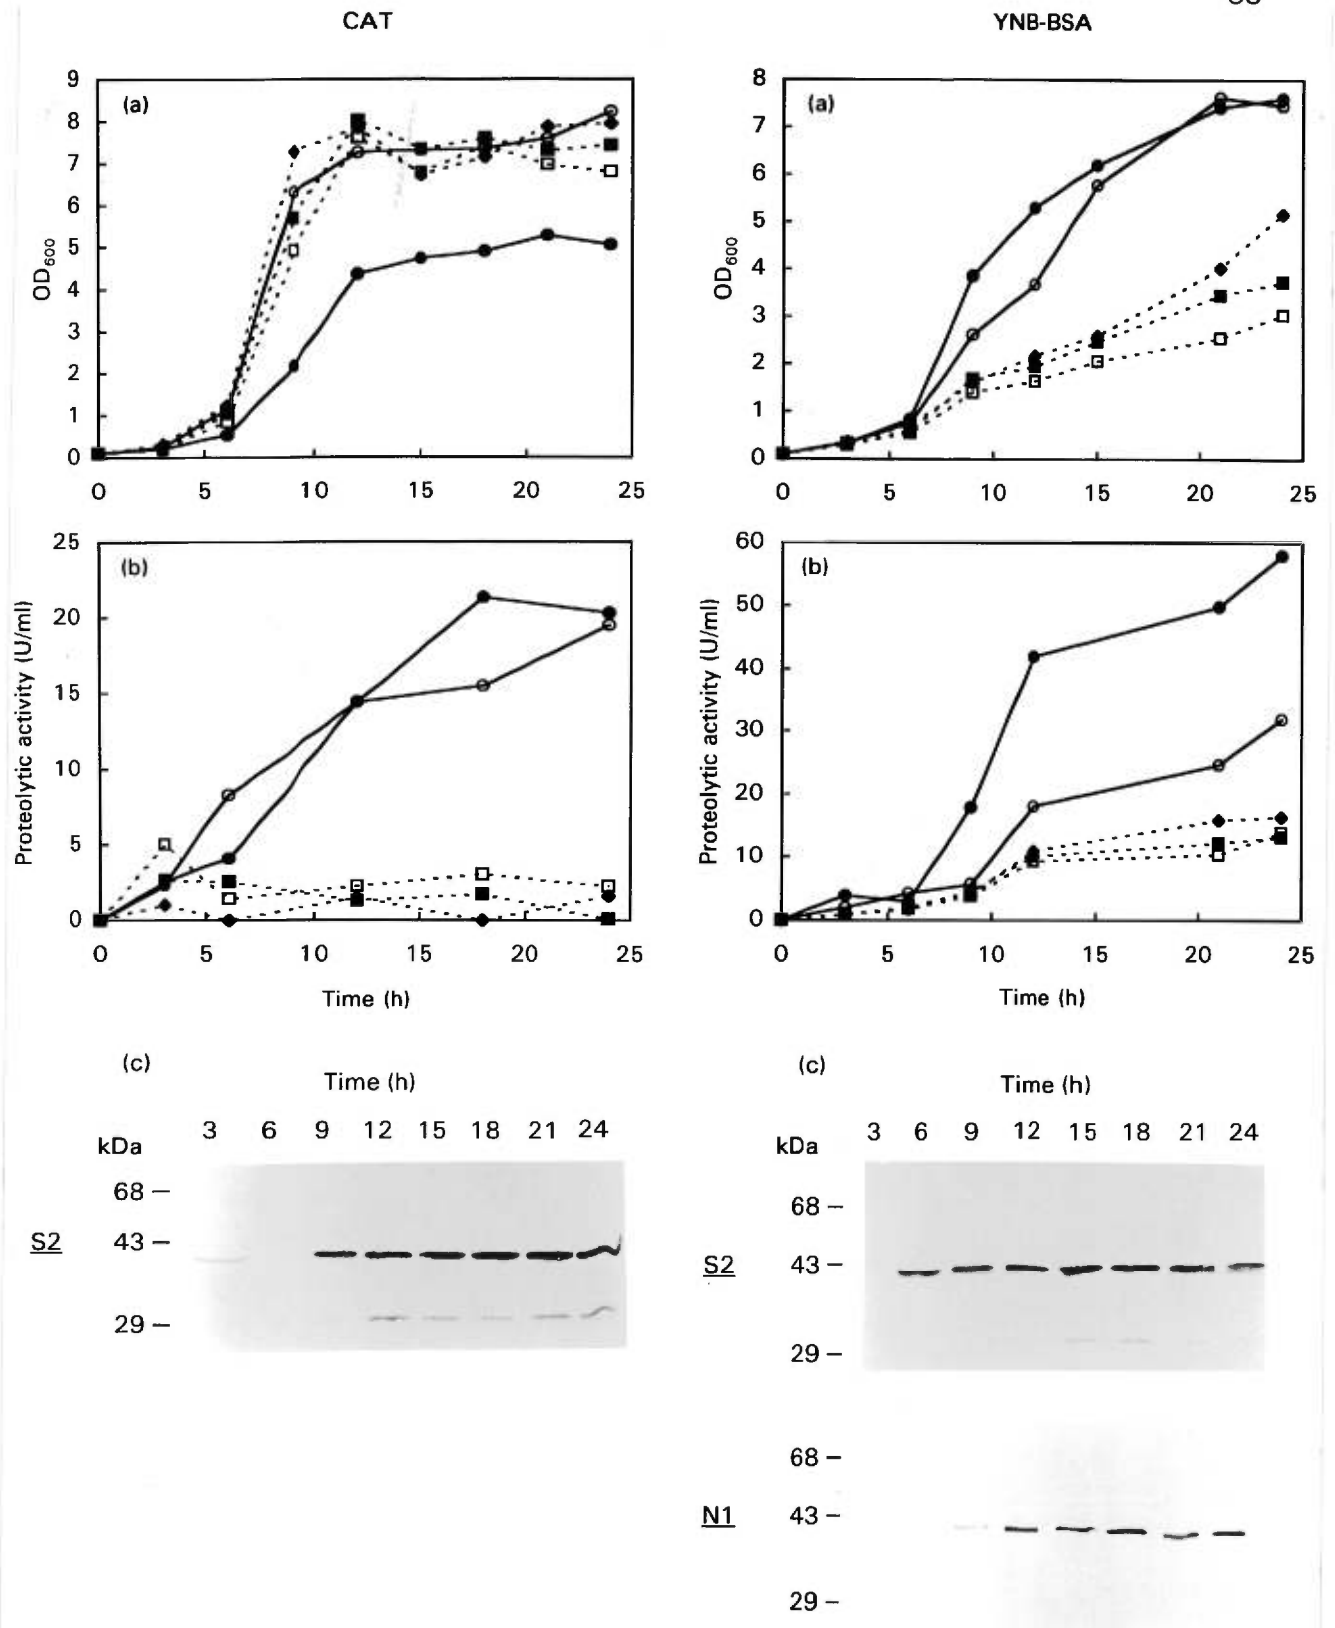 CAT
YNB-BSA
(a)
9
8
7
6
5
4
3
2
1
0
OD600
0 5 10 15 20 25
(a)
8
7
6
5
4
3
2
1
0
OD600
0 5 10 15 20 25
(b)
25
20
15
10
5
0
Proteolytic activity (U/ml)
0 5 10 15 20 25
Time (h)
(b)
60
50
40
30
20
10
0
Proteolytic activity (U/ml)
0 5 10 15 20 25
Time (h)
(c)
Time (h)
3 6 9 12 15 18 21 24
kDa
68 –
S2 43 –
29 –
(c)
Time (h)
3 6 9 12 15 18 21 24
kDa
68 –
S2 43 –
29 –
68 –
N1 43 –
29 –